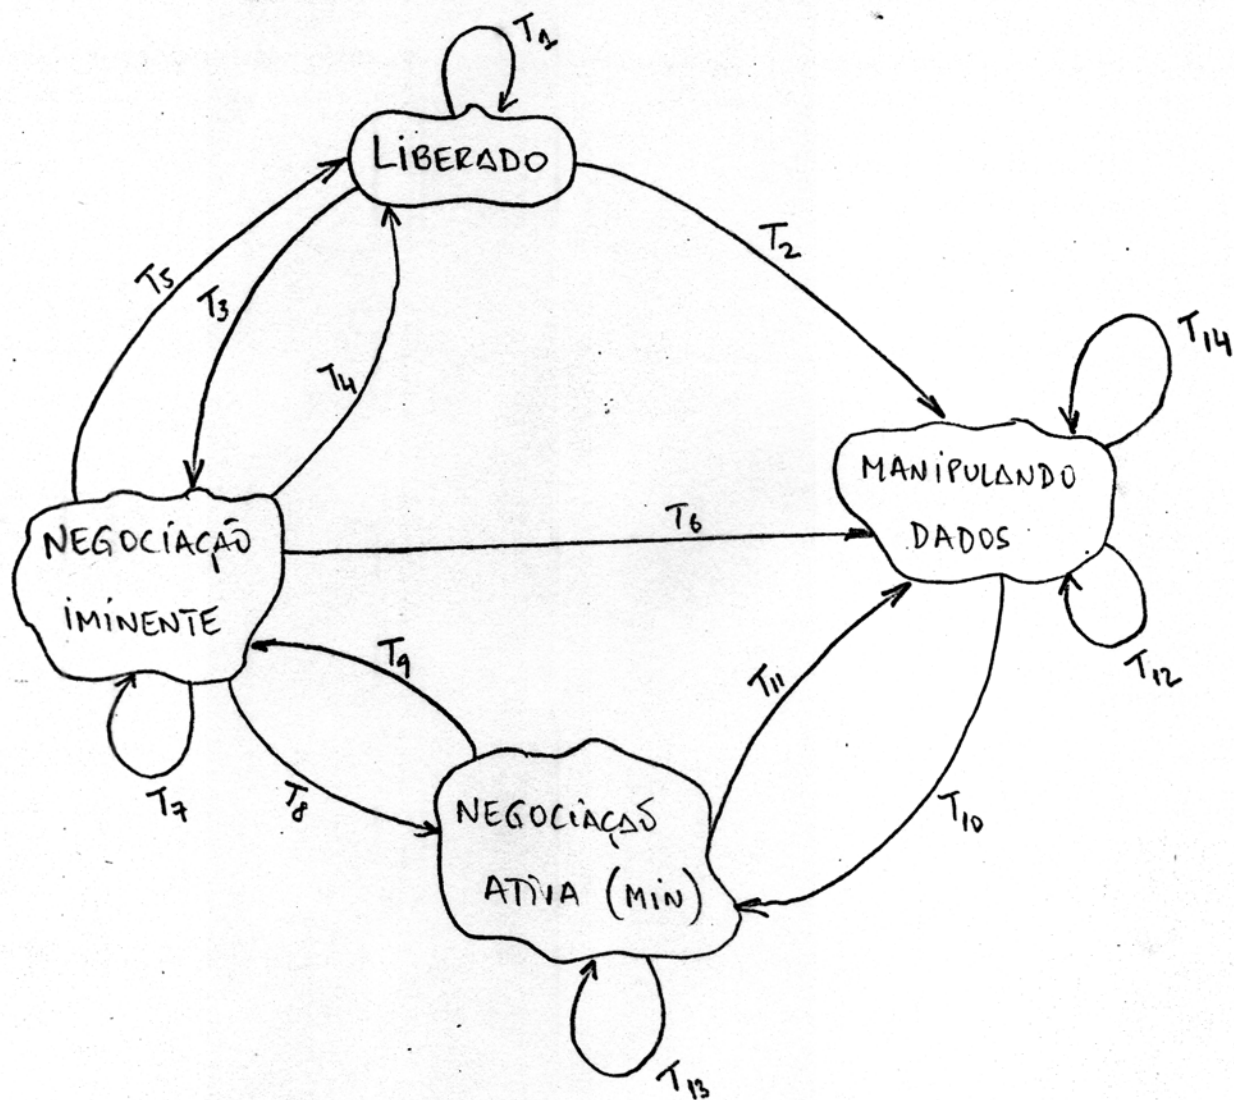 T1
LIBERADO
T2
T5
T3
T4
T14
MANIPULANDO
DADOS
T6
NEGOCIAÇÃO
IMINENTE
T9
T11
T12
T7
T8
NEGOCIAÇÃO
ATIVA (MIN)
T10
T13